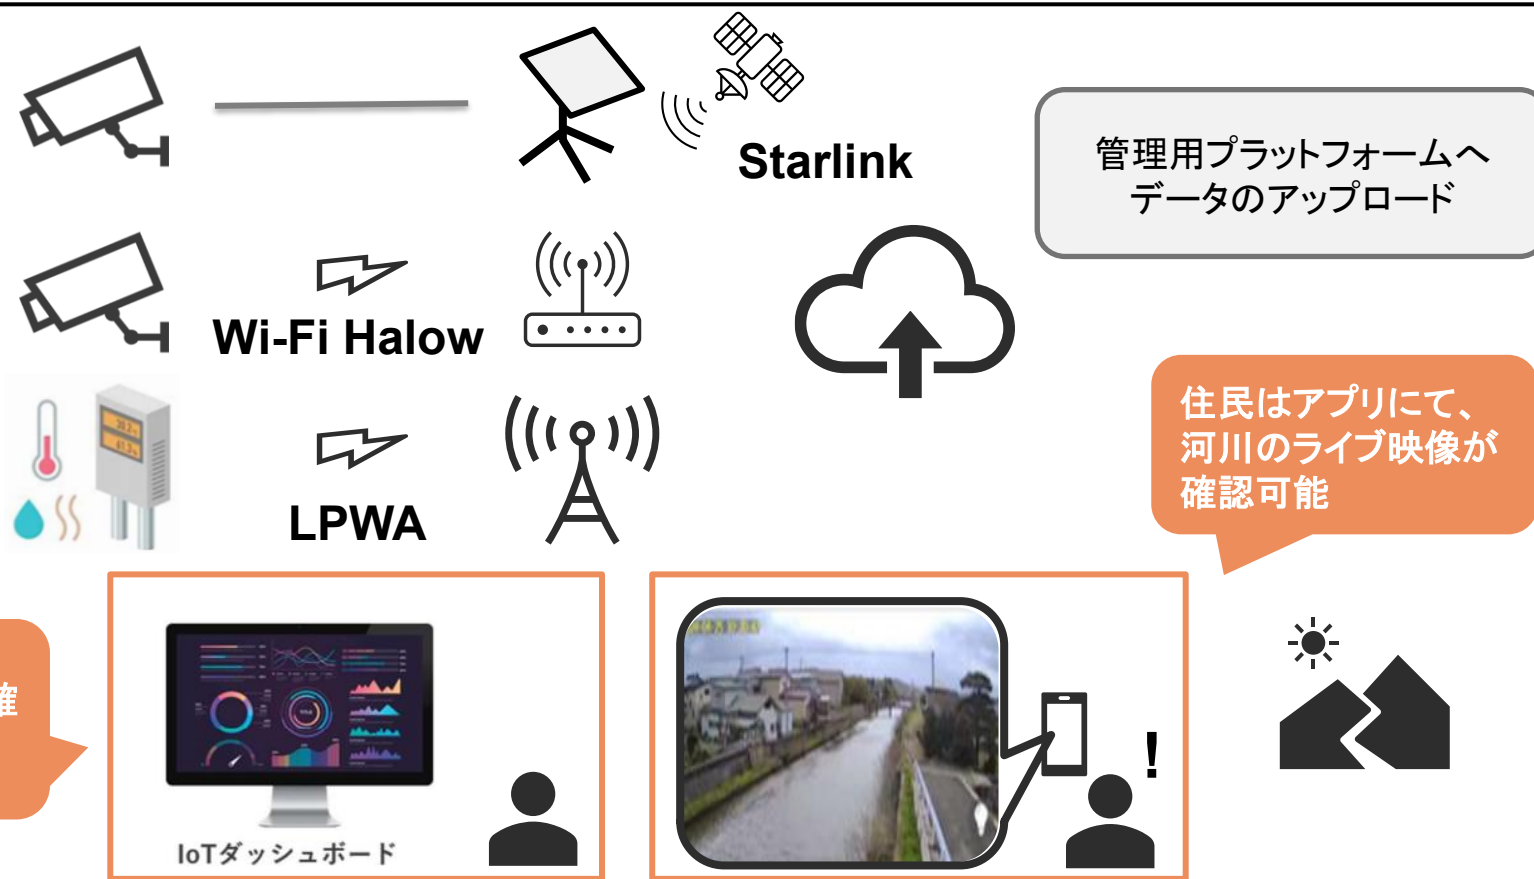 Starlink
管理用プラットフォームへ
データのアップロード
Wi-Fi Halow
住民はアプリにて、
河川のライブ映像が
確認可能
LPWA
確
!
IoTダッシュボード